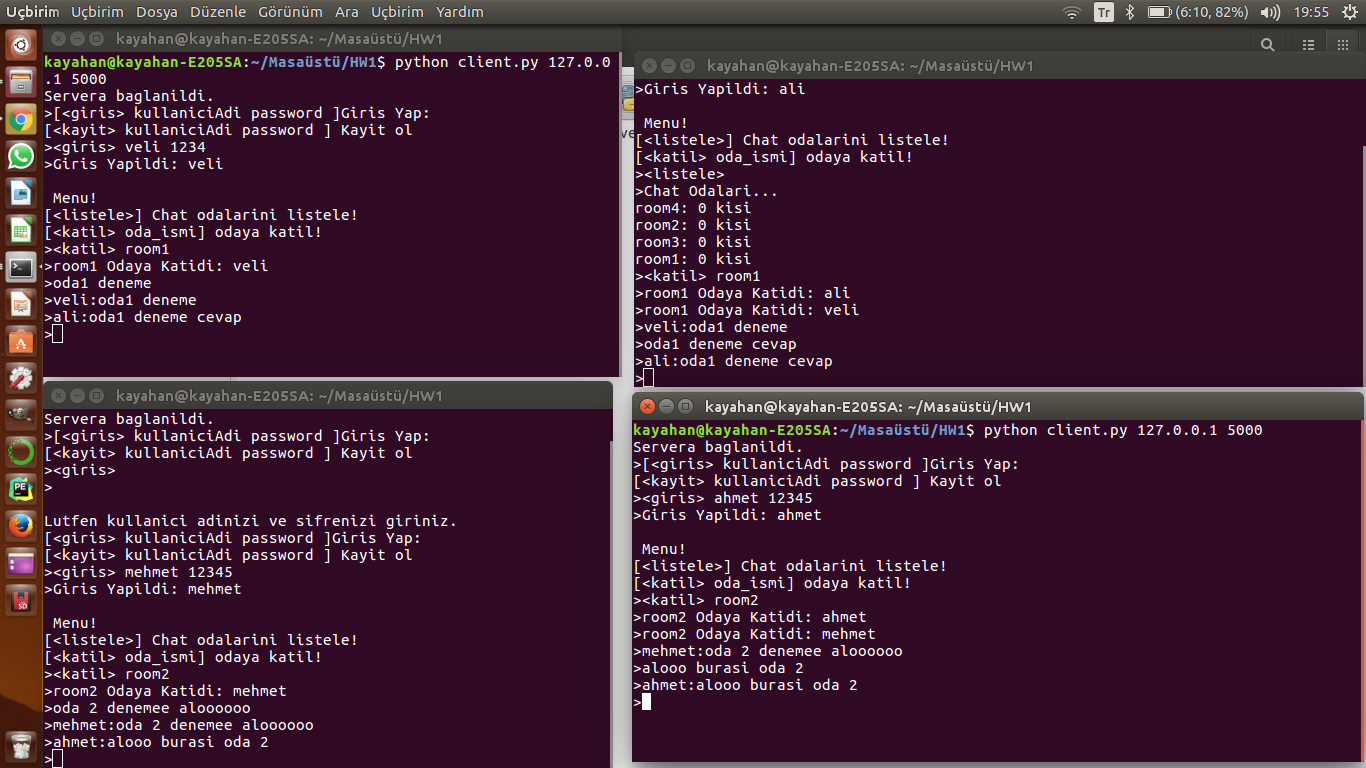 Uçbirim Uçbirim Dosya Düzenle Görünüm Ara Uçbirim Yardım Tr (6:10, 82%) 19:55
kayahan@kayahan-E205SA: ~/Masaüstü/HW1
kayahan@kayahan-E205SA:~/Masaüstü/HW1$ python client.py 127.0.0
.1 5000
Servera baglanildi.
>[<giris> kullaniciAdi password ]Giris Yap:
[<kayit> kullaniciAdi password ] Kayit ol
><giris> veli 1234
>Giris Yapildi: veli
Menu!
[<listele>] Chat odalarini listele!
[<katil> oda_ismi] odaya katil!
><katil> room1
>room1 Odaya Katidi: veli
>oda1 deneme
>veli:oda1 deneme
>ali:oda1 deneme cevap
>
kayahan@kayahan-E205SA: ~/Masaüstü/HW1
>Giris Yapildi: ali
Menu!
[<listele>] Chat odalarini listele!
[<katil> oda_ismi] odaya katil!
><listele>
>Chat Odalari...
room4: 0 kisi
room2: 0 kisi
room3: 0 kisi
room1: 0 kisi
><katil> room1
>room1 Odaya Katidi: ali
>room1 Odaya Katidi: veli
>veli:oda1 deneme
>oda1 deneme cevap
>ali:oda1 deneme cevap
>
kayahan@kayahan-E205SA: ~/Masaüstü/HW1
Servera baglanildi.
>[<giris> kullaniciAdi password ]Giris Yap:
[<kayit> kullaniciAdi password ] Kayit ol
><giris>
>
Lutfen kullanici adinizi ve sifrenizi giriniz.
[<giris> kullaniciAdi password ]Giris Yap:
[<kayit> kullaniciAdi password ] Kayit ol
><giris> mehmet 12345
>Giris Yapildi: mehmet
Menu!
[<listele>] Chat odalarini listele!
[<katil> oda_ismi] odaya katil!
><katil> room2
>room2 Odaya Katidi: mehmet
>oda 2 denemee aloooooo
>mehmet:oda 2 denemee aloooooo
>ahmet:alooo burasi oda 2
>
kayahan@kayahan-E205SA: ~/Masaüstü/HW1
kayahan@kayahan-E205SA:~/Masaüstü/HW1$ python client.py 127.0.0.1 5000
Servera baglanildi.
>[<giris> kullaniciAdi password ]Giris Yap:
[<kayit> kullaniciAdi password ] Kayit ol
><giris> ahmet 12345
>Giris Yapildi: ahmet
Menu!
[<listele>] Chat odalarini listele!
[<katil> oda_ismi] odaya katil!
><katil> room2
>room2 Odaya Katidi: ahmet
>room2 Odaya Katidi: mehmet
>mehmet:oda 2 denemee aloooooo
>alooo burasi oda 2
>ahmet:alooo burasi oda 2
>